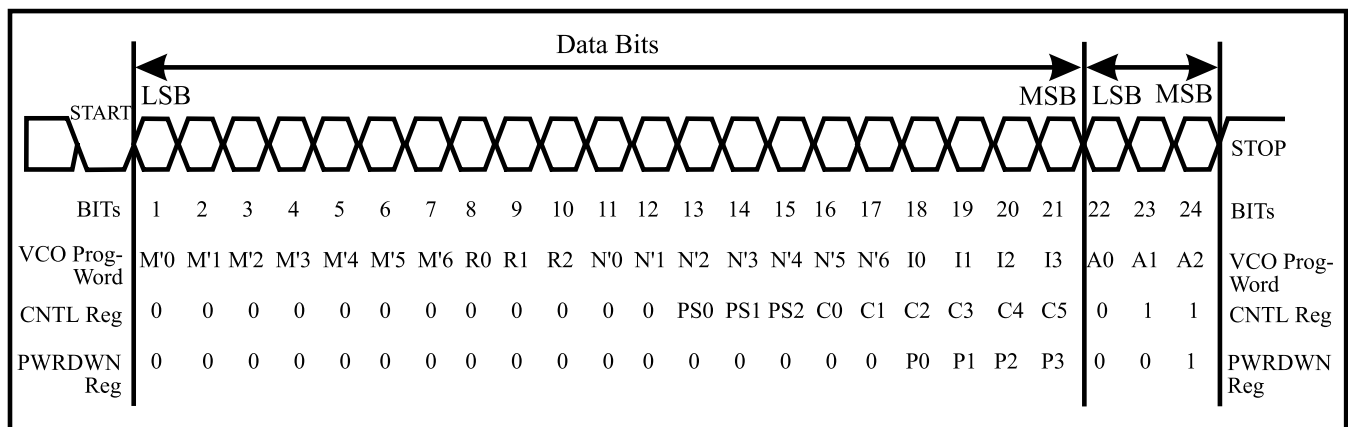 Data Bits
START LSB MSB LSB MSB
STOP
BITs 1 2 3 4 5 6 7 8 9 10 11 12 13 14 15 16 17 18 19 20 21 22 23 24 BITs
VCO Prog- M'0 M'1 M'2 M'3 M'4 M'5 M'6 R0 R1 R2 N'0 N'1 N'2 N'3 N'4 N'5 N'6 I0 I1 I2 I3 A0 A1 A2 VCO Prog-
Word Word
CNTL Reg 0 0 0 0 0 0 0 0 0 0 0 0 PS0 PS1 PS2 C0 C1 C2 C3 C4 C5 0 1 1 CNTL Reg
PWRDWN 0 0 0 0 0 0 0 0 0 0 0 0 0 0 0 0 0 P0 P1 P2 P3 0 0 1 PWRDWN
Reg Reg